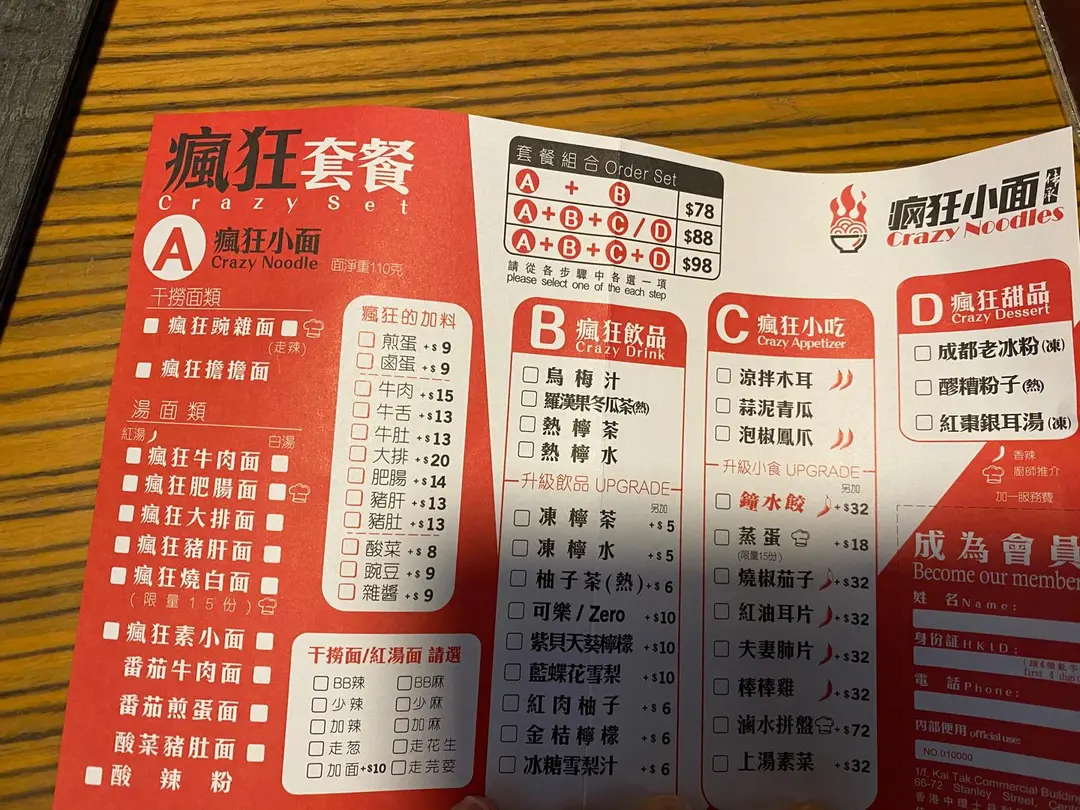 瘋狂套餐
Crazy Set
A 瘋狂小面
Crazy Noodle 面淨重110克
干撈面類
瘋狂豌雜面
(走辣)
瘋狂擔擔面
湯面類
紅湯 白湯
瘋狂牛肉面
瘋狂肥腸面
瘋狂大排面
瘋狂豬肝面
瘋狂燒白面
(限量15份)
瘋狂素小面
番茄牛肉面
番茄煎蛋面
酸菜豬肚面
酸辣粉
瘋狂的加料
煎蛋 +$9
鹵蛋 +$9
牛肉 +$15
牛舌 +$13
牛肚 +$13
大排 +$20
肥腸 +$14
豬肝 +$13
豬肚 +$13
酸菜 +$8
豌豆 +$9
雜醬 +$9
干撈面/紅湯面 請選
BB辣 BB麻
少辣 少麻
加辣 加麻
走葱 走花生
加面+$10 走芫荽
套餐組合 Order Set
A + B $78
A+B+C/D $88
A+B+C+D $98
請從各步驟中各選一項
please select one of the each step
B 瘋狂飲品
Crazy Drink
烏梅汁
羅漢果冬瓜茶(熱)
熱檸茶
熱檸水
升級飲品 UPGRADE
另加
凍檸茶 +$5
凍檸水 +$5
柚子茶(熱) +$6
可樂/Zero +$10
紫貝天葵檸檬 +$10
藍蝶花雪梨 +$10
紅肉柚子 +$6
金桔檸檬 +$6
冰糖雪梨汁 +$6
C 瘋狂小吃
Crazy Appetizer
涼拌木耳
蒜泥青瓜
泡椒鳳爪
升級小食 UPGRADE
另加
鐘水餃 +$32
蒸蛋 +$18
(限量15份)
燒椒茄子 +$32
紅油耳片 +$32
夫妻肺片 +$32
棒棒雞 +$32
滷水拼盤 +$72
上湯素菜 +$32
瘋狂小面 传承
Crazy Noodles
D 瘋狂甜品
Crazy Dessert
成都老冰粉(凍)
醪糟粉子(熱)
紅棗銀耳湯(凍)
香辣
廚師推介
加一服務費
成為會員
Become our member
姓名Name:
身份証HKID:
(頭4個數字
first 4 digit
電話Phone:
內部使用 official use:
NO.010000
1/f, Kai Tak Commercial Building
66-72 Stanley Street, Cent
香港中環士